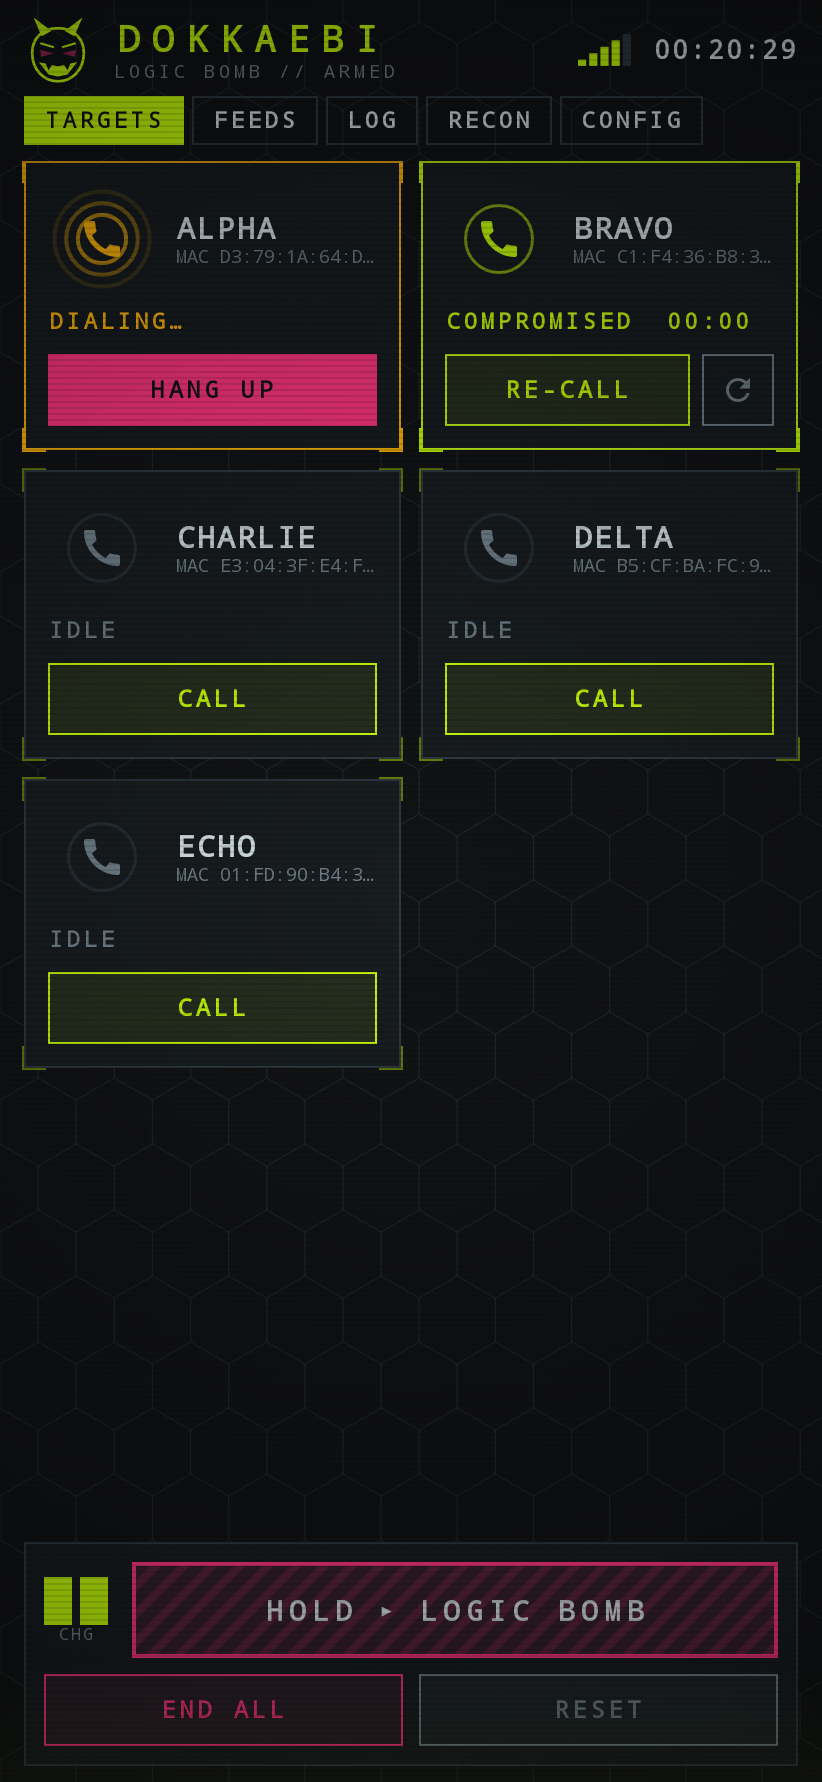 DOKKAEBI
LOGIC BOMB // ARMED
00:20:29
TARGETS
FEEDS
LOG
RECON
CONFIG
ALPHA
MAC D3:79:1A:64:D…
DIALING…
HANG UP
BRAVO
MAC C1:F4:36:B8:3…
COMPROMISED 00:00
RE-CALL
CHARLIE
MAC E3:04:3F:E4:F…
IDLE
CALL
DELTA
MAC B5:CF:BA:FC:9…
IDLE
CALL
ECHO
MAC 01:FD:90:B4:3…
IDLE
CALL
CHG
HOLD ▸ LOGIC BOMB
END ALL
RESET